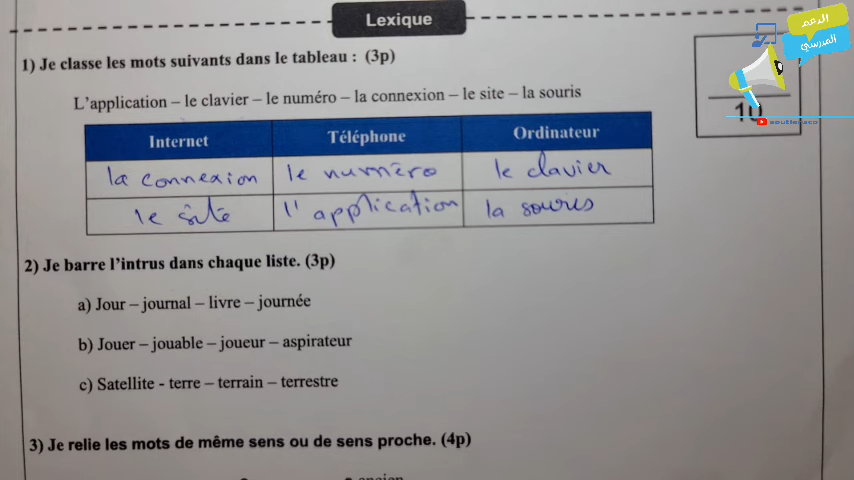 Lexique
الدعم
المدرسي
1) Je classe les mots suivants dans le tableau : (3p)
10
L'application – le clavier – le numéro – la connexion – le site – la souris
Internet Téléphone Ordinateur
la connexion le numéro le clavier
le site l'application la souris
2) Je barre l'intrus dans chaque liste. (3p)
a) Jour – journal – livre – journée
b) Jouer – jouable – joueur – aspirateur
c) Satellite - terre – terrain – terrestre
3) Je relie les mots de même sens ou de sens proche. (4p)